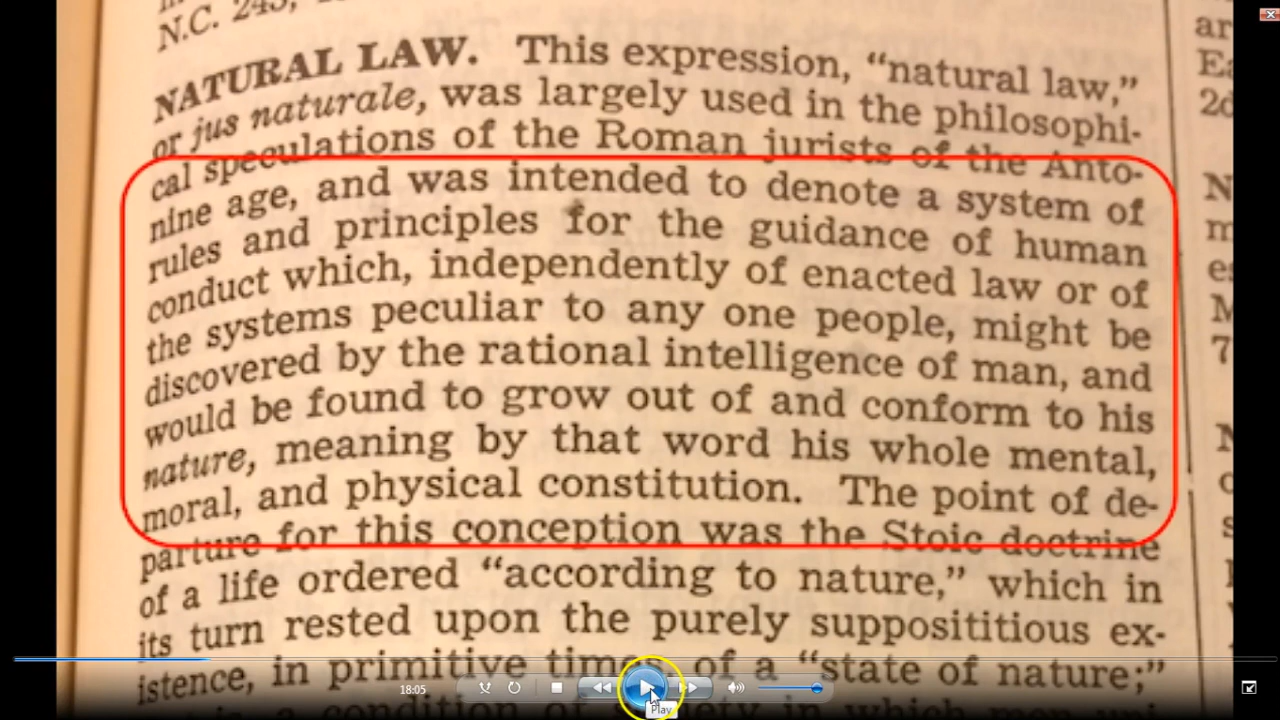 N.C. 243,
NATURAL LAW. This expression, “natural law,”
or jus naturale, was largely used in the philosophi-
cal speculations of the Roman jurists of the Anto-
nine age, and was intended to denote a system of
rules and principles for the guidance of human
conduct which, independently of enacted law or of
the systems peculiar to any one people, might be
discovered by the rational intelligence of man, and
would be found to grow out of and conform to his
nature, meaning by that word his whole mental,
moral, and physical constitution. The point of de-
parture for this conception was the Stoic doctrine
of a life ordered “according to nature,” which in
its turn rested upon the purely supposititious ex-
istence, in primitive times, of a “state of nature;”
a condition of in which
18:05
Play